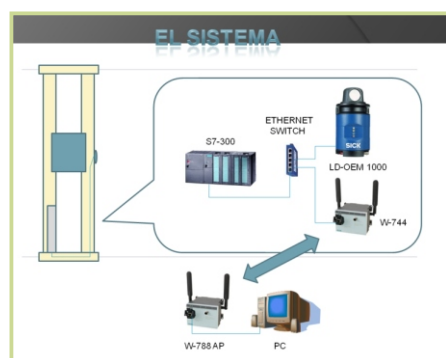 EL SISTEMA
ETHERNET
SWITCH
S7-300
SICK
LD-OEM 1000
W-744
W-788 AP
PC